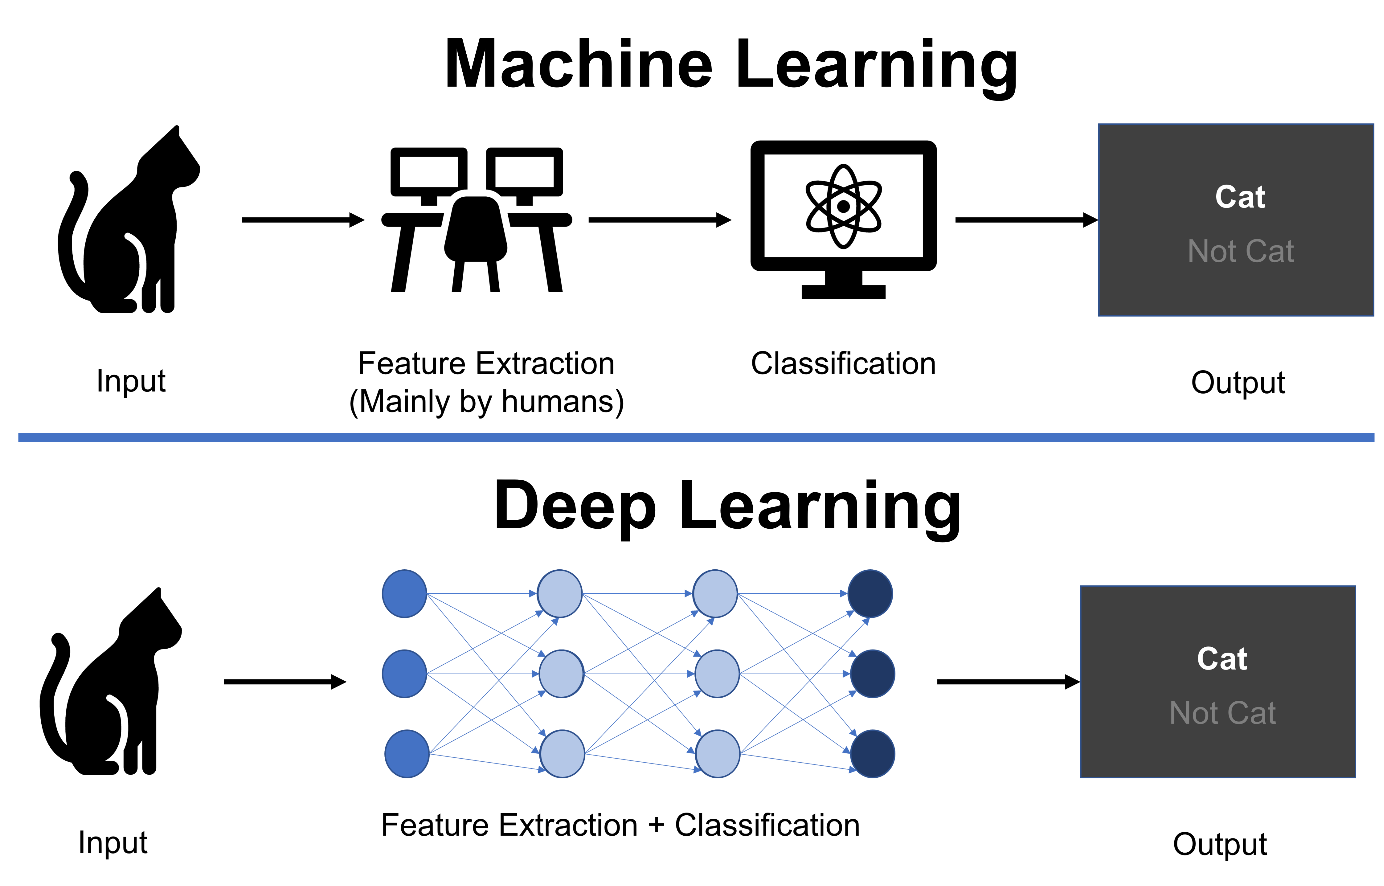 Machine Learning
Cat
Not Cat
Input
Feature Extraction
(Mainly by humans)
Classification
Output
Deep Learning
Cat
Not Cat
Input
Feature Extraction + Classification
Output